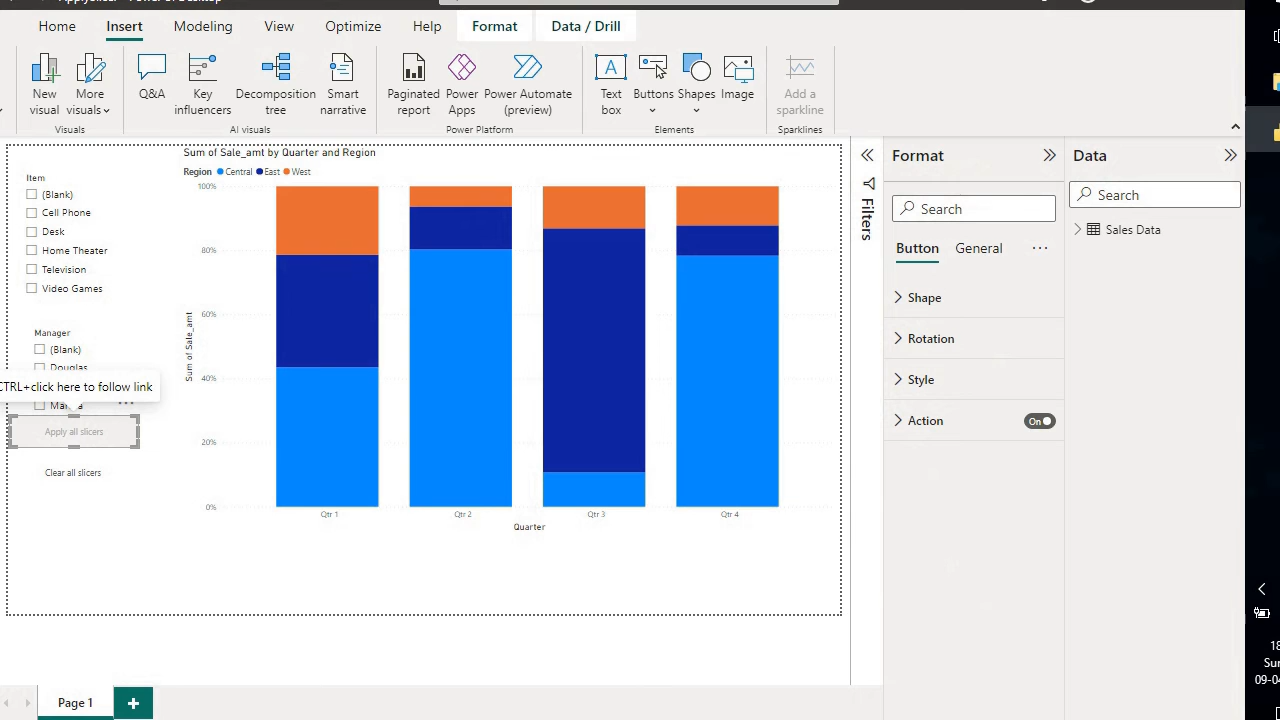 Home Insert Modeling View Optimize Help Format Data / Drill
New visual
More visuals
Q&A
Key influencers
Decomposition tree
Smart narrative
Paginated report
Power Apps
Power Automate (preview)
Text box
Buttons
Shapes
Image
Add a sparkline
Visuals
AI visuals
Power Platform
Elements
Sparklines
Item
(Blank)
Cell Phone
Desk
Home Theater
Television
Video Games
Manager
(Blank)
Douglas
CTRL+click here to follow link
Apply all slicers
Clear all slicers
Sum of Sale_amt by Quarter and Region
Region Central East West
100%
80%
60%
40%
20%
0%
Sum of Sale_amt
Qtr 1 Qtr 2 Qtr 3 Qtr 4
Quarter
Filters
Format
Search
Button General
Shape
Rotation
Style
Action On
Data
Search
Sales Data
Page 1